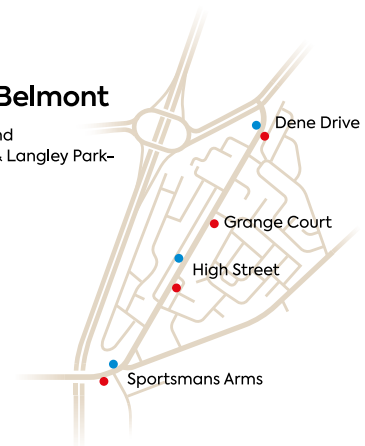 Belmont
nd
& Langley Park–
Dene Drive
Grange Court
High Street
Sportsmans Arms